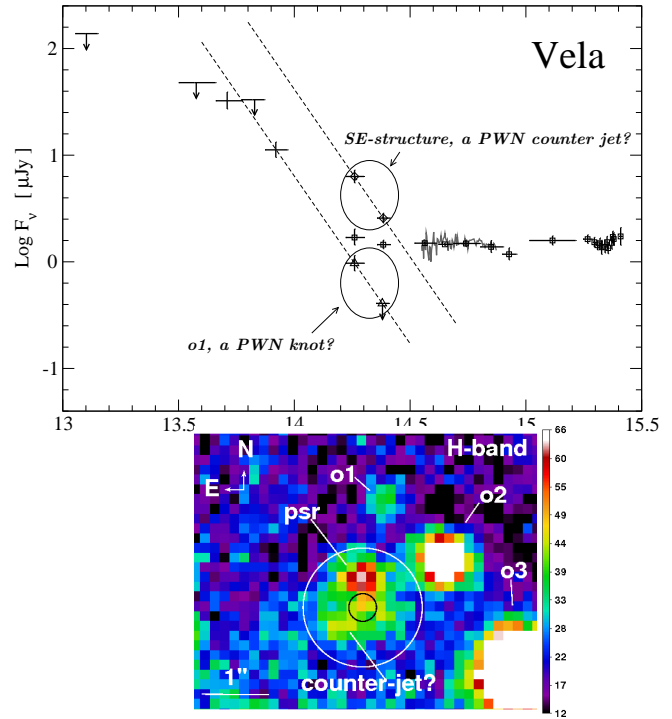 Vela
2
1
0
-1
Log Fν [ μJy ]
SE-structure, a PWN counter jet?
o1, a PWN knot?
13
13.5
14
14.5
15
15.5
H-band
N
E
o1
o2
psr
o3
1"
counter-jet?
66
60
55
49
44
39
33
28
22
17
12